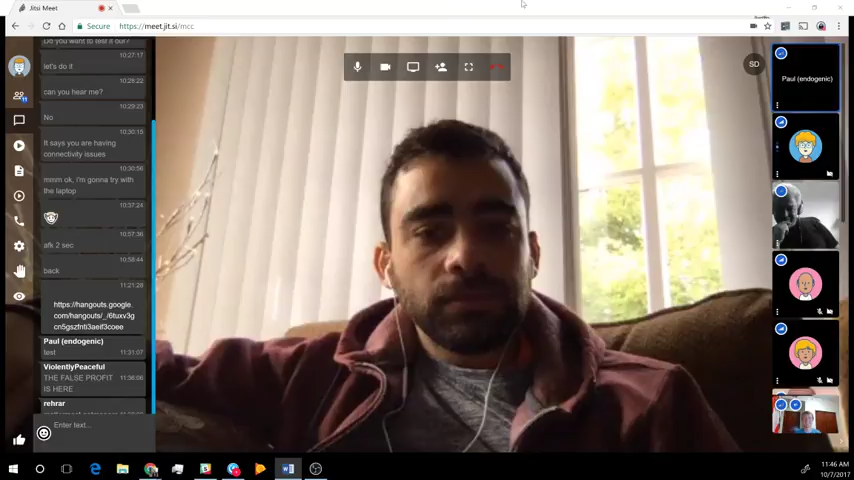 Jitsi Meet
Secure
https://meet.jit.si/mcc
Do you want to test it out?
10:27:17
let's do it
10:28:22
can you hear me?
10:29:23
No
10:30:15
It says you are having
connectivity issues
10:30:56
mmm ok, i'm gonna try with
the laptop
10:37:24
10:57:36
afk 2 sec
10:58:44
back
11:21:28
https://hangouts.google.
com/hangouts/_/6tuxv3g
cn5gszfnti3aeif3coee
Paul (endogenic)
test
11:31:07
ViolentlyPeaceful
THE FALSE PROFIT
IS HERE
11:38:06
rehrar
Enter text...
SD
Paul (endogenic)
11:46 AM
10/7/2017